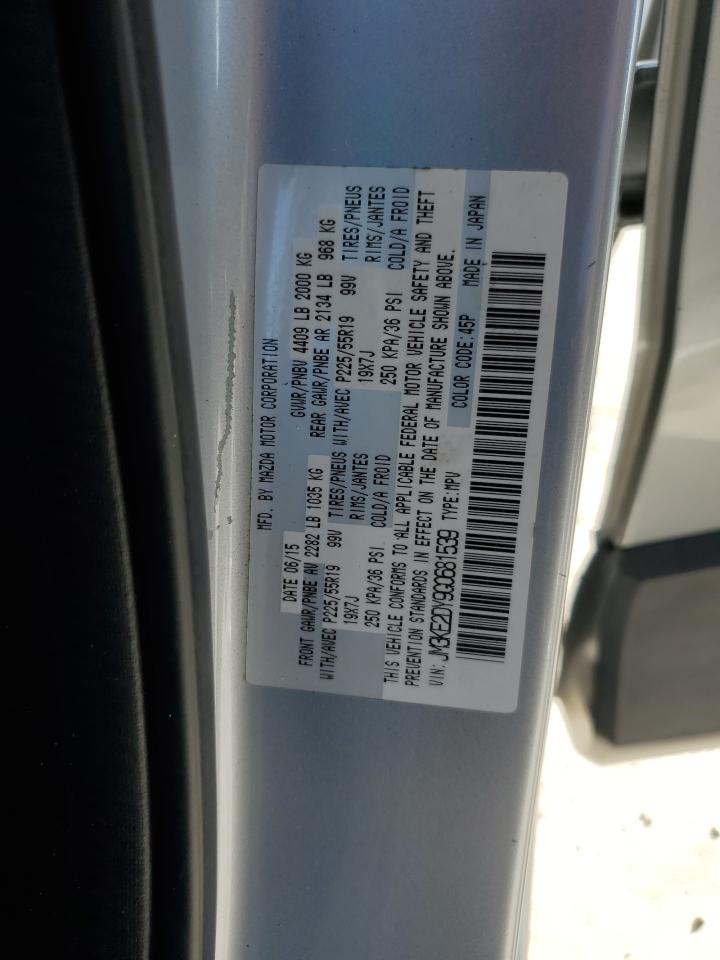 MFD. BY MAZDA MOTOR CORPORATION
DATE 06/15 GVWR/PNBV 4409 LB 2000 KG
FRONT GAWR/PNBE AV 2282 LB 1035 KG REAR GAWR/PNBE AR 2134 LB 968 KG
WITH/AVEC P225/55R19 99V TIRES/PNEUS WITH/AVEC P225/55R19 99V TIRES/PNEUS
19X7J RIMS/JANTES 19X7J RIMS/JANTES
250 KPA/36 PSI COLD/A FROID 250 KPA/36 PSI COLD/A FROID
THIS VEHICLE CONFORMS TO ALL APPLICABLE FEDERAL MOTOR VEHICLE SAFETY AND THEFT
PREVENTION STANDARDS IN EFFECT ON THE DATE OF MANUFACTURE SHOWN ABOVE.
VIN: JM3KE2DY9G0681539 TYPE:MPV COLOR CODE:45P MADE IN JAPAN